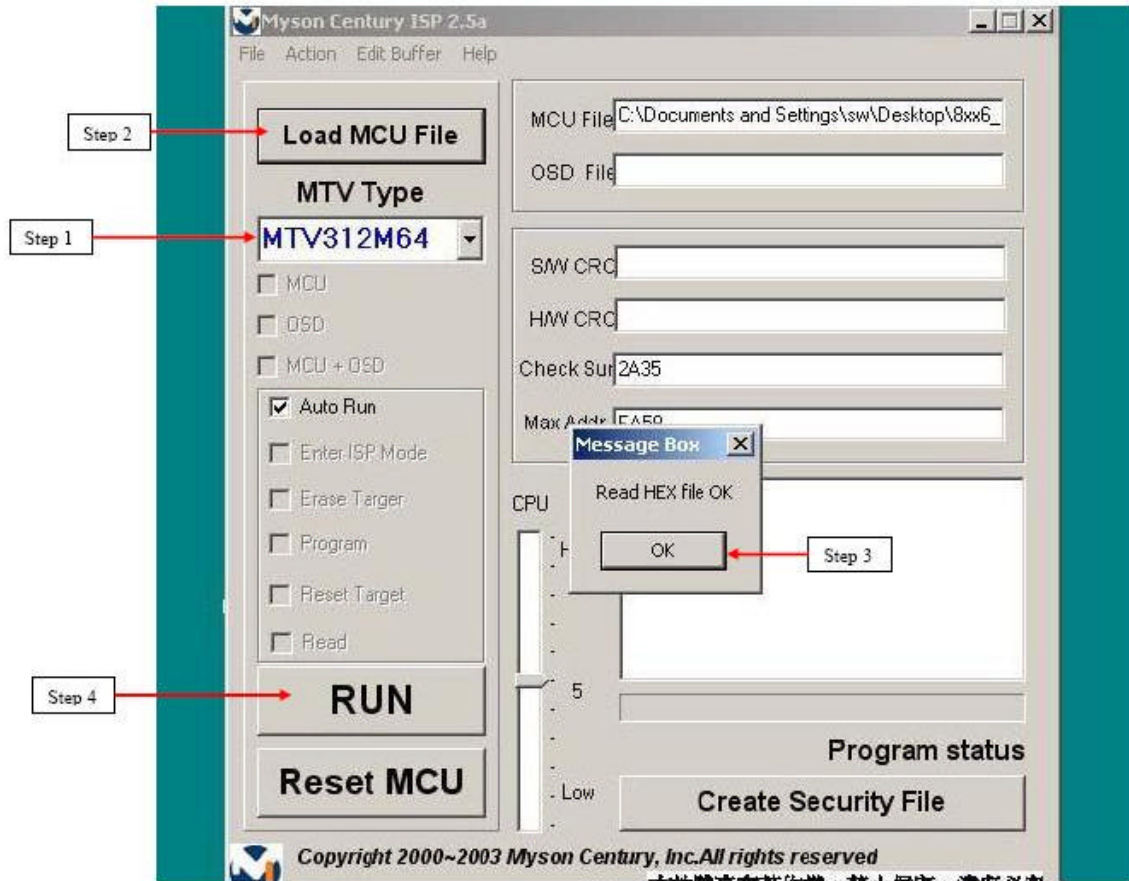 Myson Century ISP 2.5a
File Action Edit Buffer Help
Step 2
Load MCU File
MCU File C:\Documents and Settings\sw\Desktop\8xx6_
OSD File
MTV Type
Step 1
MTV312M64
MCU
OSD
MCU + OSD
S/W CRC
H/W CRC
Check Sur 2A35
Max Addr
Auto Run
Enter ISP Mode
Erase Targer
Program
Reset Target
Read
Message Box
Read HEX file OK
OK
Step 3
CPU
H
5
Low
Step 4
RUN
Reset MCU
Program status
Create Security File
Copyright 2000~2003 Myson Century, Inc.All rights reserved